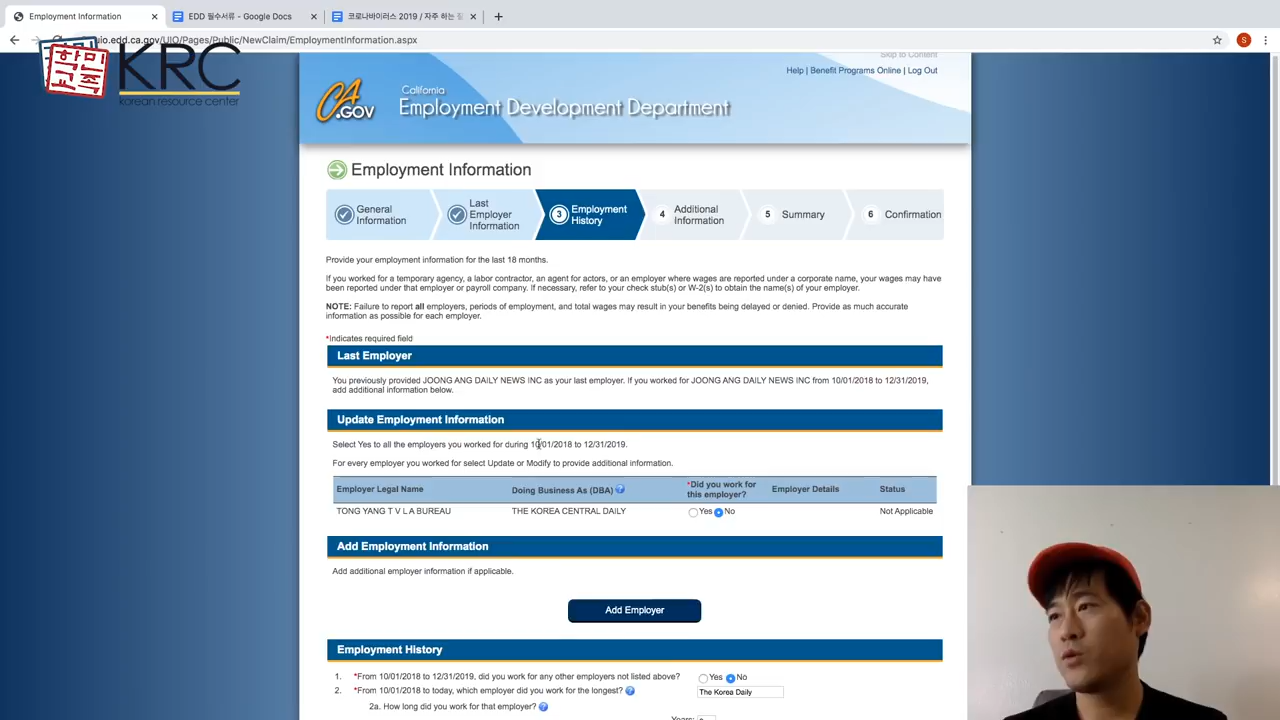 Employment Information
EDD 필수서류 - Google Docs
코로나바이러스 2019 / 자주 하는
uio.edd.ca.gov/UIO/Pages/Public/NewClaim/EmploymentInformation.aspx
S
민족
학교
KRC
korean resource center
Skip to Content
Help | Benefit Programs Online | Log Out
CA
.GOV
California
Employment Development Department
Employment Information
General Information
Last Employer Information
3 Employment History
4 Additional Information
5 Summary
6 Confirmation
Provide your employment information for the last 18 months.
If you worked for a temporary agency, a labor contractor, an agent for actors, or an employer where wages are reported under a corporate name, your wages may have
been reported under that employer or payroll company. If necessary, refer to your check stub(s) or W-2(s) to obtain the name(s) of your employer.
NOTE: Failure to report all employers, periods of employment, and total wages may result in your benefits being delayed or denied. Provide as much accurate
information as possible for each employer.
*Indicates required field
Last Employer
You previously provided JOONG ANG DAILY NEWS INC as your last employer. If you worked for JOONG ANG DAILY NEWS INC from 10/01/2018 to 12/31/2019,
add additional information below.
Update Employment Information
Select Yes to all the employers you worked for during 10/01/2018 to 12/31/2019.
For every employer you worked for select Update or Modify to provide additional information.
Employer Legal Name Doing Business As (DBA) ? *Did you work for this employer? Employer Details Status
TONG YANG T V L A BUREAU THE KOREA CENTRAL DAILY Yes No Not Applicable
Add Employment Information
Add additional employer information if applicable.
Add Employer
Employment History
1. *From 10/01/2018 to 12/31/2019, did you work for any other employers not listed above? Yes No
2. *From 10/01/2018 to today, which employer did you work for the longest? ? The Korea Daily
2a. How long did you work for that employer? ?
Years: